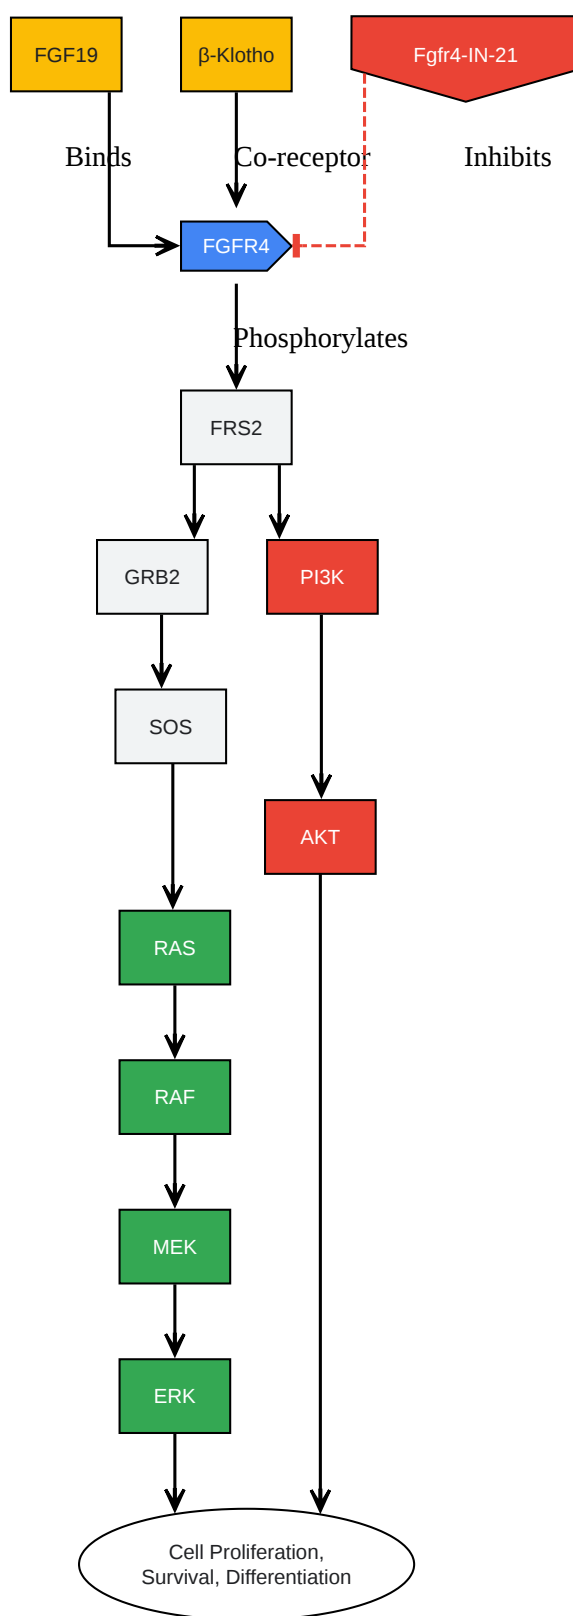 FGF19
β-Klotho
Fgfr4-IN-21
Binds
Co-receptor
Inhibits
FGFR4
Phosphorylates
FRS2
GRB2
PI3K
SOS
AKT
RAS
RAF
MEK
ERK
Cell Proliferation,
Survival, Differentiation